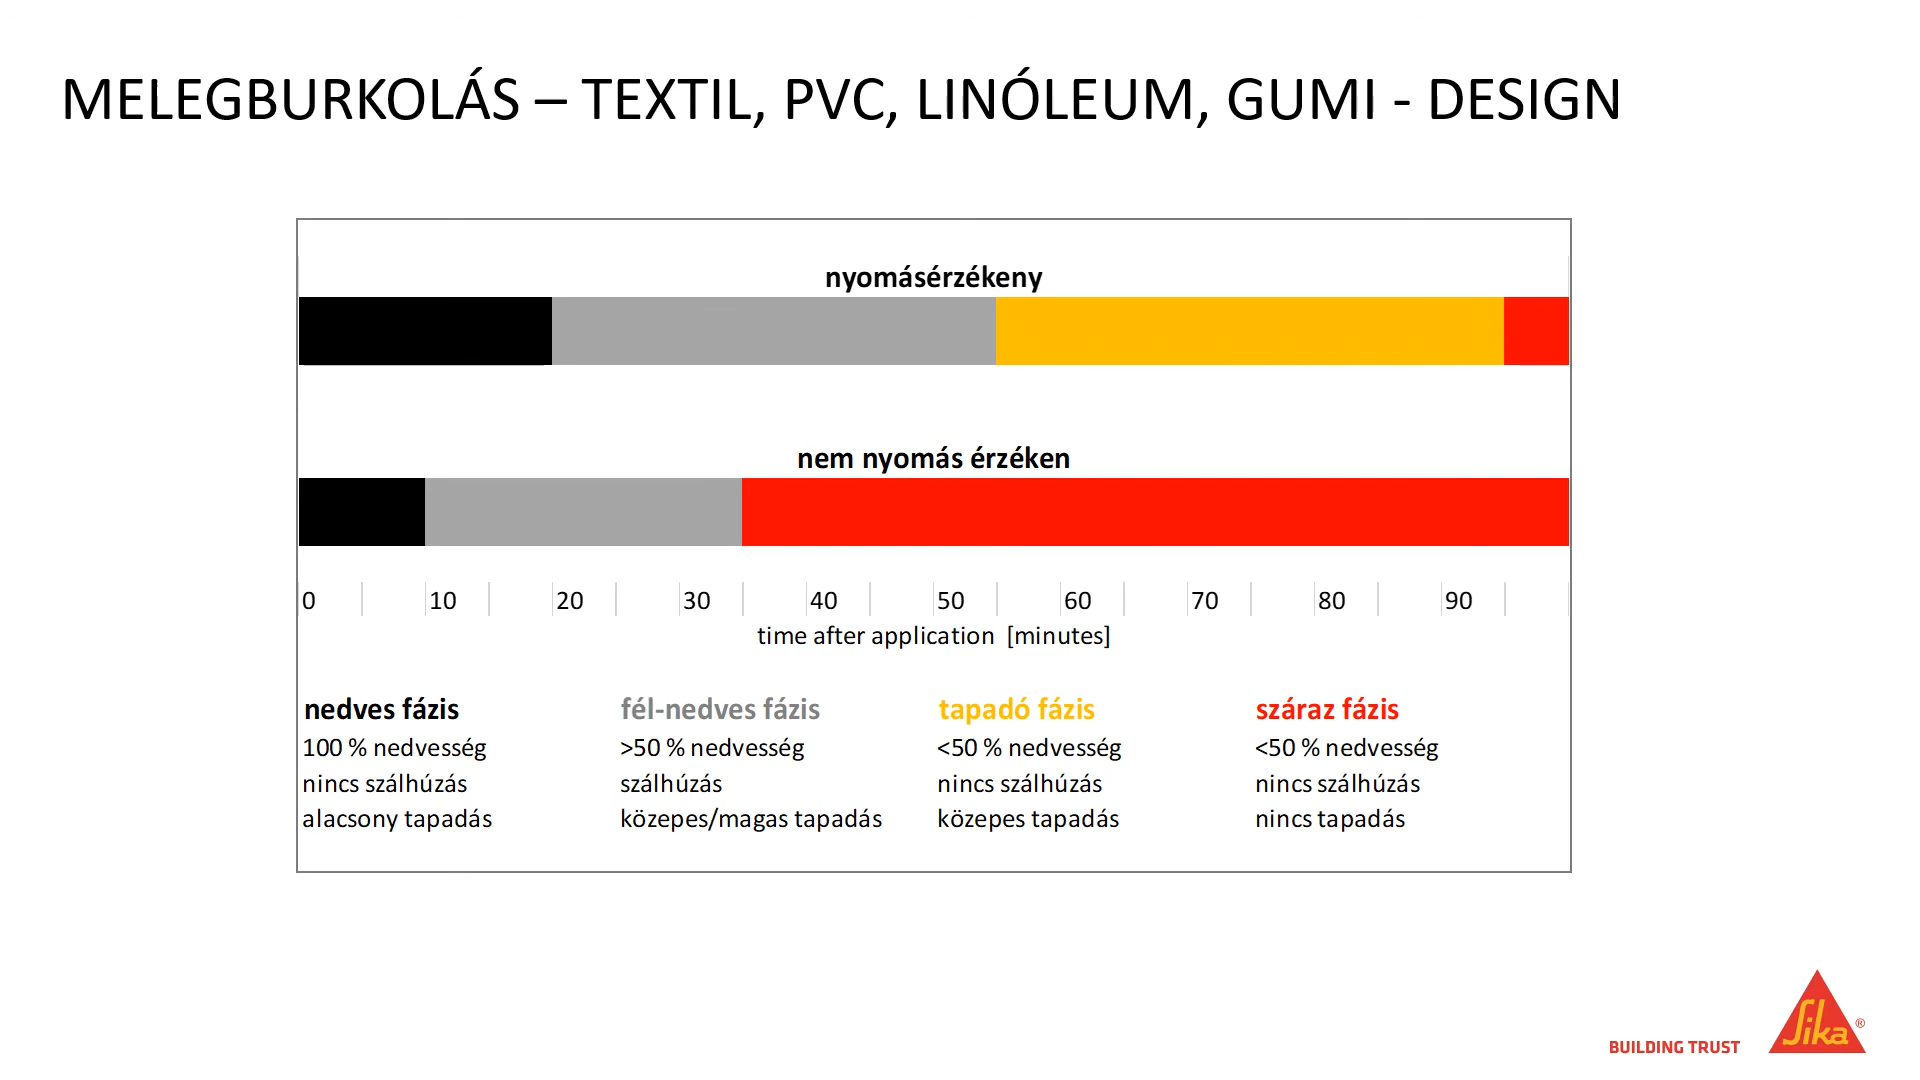 MELEGBURKOLÁS – TEXTIL, PVC, LINÓLEUM, GUMI - DESIGN
nyomásérzékeny
nem nyomás érzéken
0 10 20 30 40 50 60 70 80 90
time after application [minutes]
nedves fázis fél-nedves fázis tapadó fázis száraz fázis
100 % nedvesség >50 % nedvesség <50 % nedvesség <50 % nedvesség
nincs szálhúzás szálhúzás nincs szálhúzás nincs szálhúzás
alacsony tapadás közepes/magas tapadás közepes tapadás nincs tapadás
BUILDING TRUST Sika ®